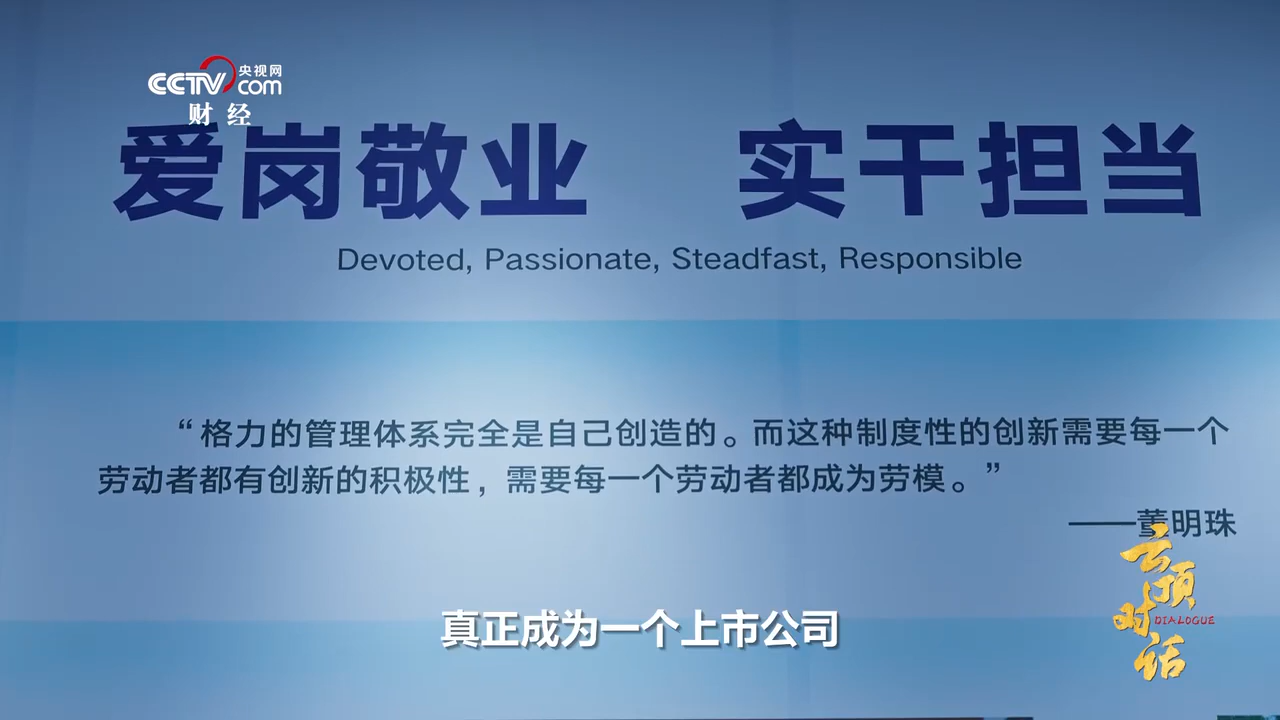 CCTV 央视网
com
财经
爱岗敬业 实干担当
Devoted, Passionate, Steadfast, Responsible
“格力的管理体系完全是自己创造的。而这种制度性的创新需要每一个
劳动者都有创新的积极性，需要每一个劳动者都成为劳模。”
——董明珠
云顶
对话
DIALOGUE
真正成为一个上市公司